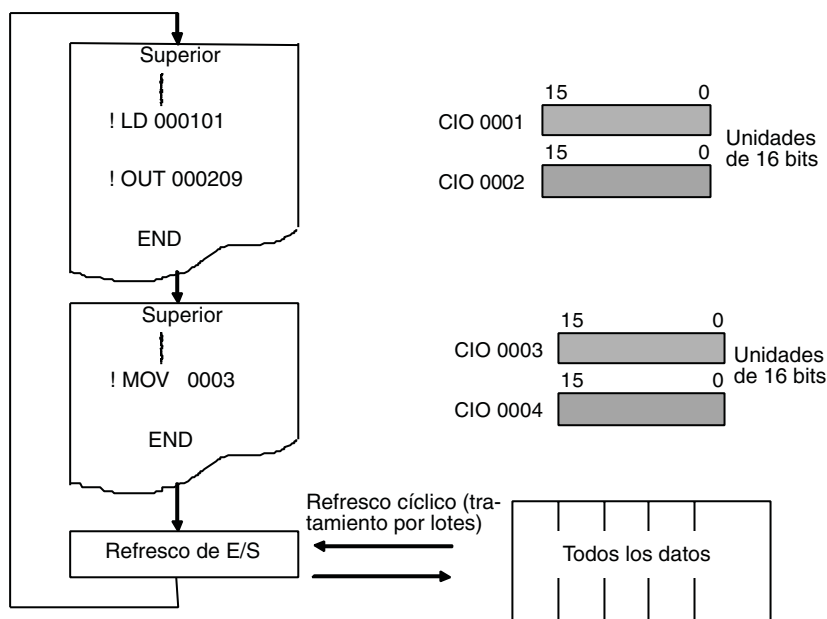 Superior
! LD 000101
! OUT 000209
END
15 0
CIO 0001
15 0
CIO 0002
Unidades
de 16 bits
Superior
! MOV 0003
END
15 0
CIO 0003
15 0
CIO 0004
Unidades
de 16 bits
Refresco cíclico (tra-
tamiento por lotes)
Refresco de E/S
Todos los datos